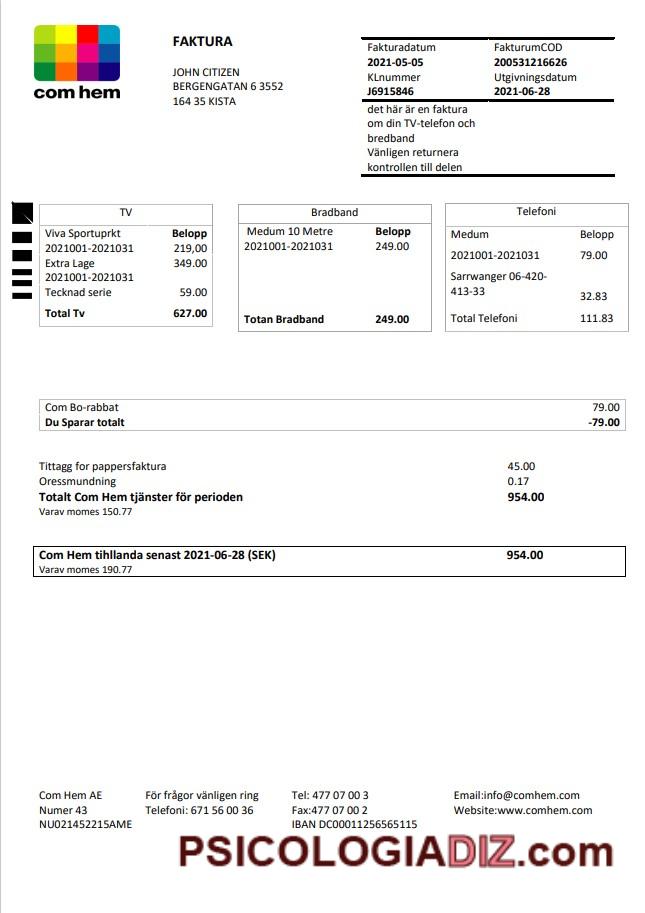 com hem
FAKTURA
JOHN CITIZEN
BERGENGATAN 6 3552
164 35 KISTA
Fakturadatum FakturumCOD
2021-05-05 200531216626
KLnummer Utgivningsdatum
J6915846 2021-06-28
det här är en faktura
om din TV-telefon och
bredband
Vänligen returnera
kontrollen till delen
TV
Viva Sportuprkt Belopp
2021001-2021031 219,00
Extra Lage 349.00
2021001-2021031
Tecknad serie 59.00
Total Tv 627.00
Bradband
Medum 10 Metre Belopp
2021001-2021031 249.00
Totan Bradband 249.00
Telefoni
Medum Belopp
2021001-2021031 79.00
Sarrwanger 06-420-
413-33 32.83
Total Telefoni 111.83
Com Bo-rabbat 79.00
Du Sparar totalt -79.00
Tittagg for pappersfaktura 45.00
Oressmundning 0.17
Totalt Com Hem tjänster för perioden 954.00
Varav momes 150.77
Com Hem tihllanda senast 2021-06-28 (SEK) 954.00
Varav momes 190.77
Com Hem AE För frågor vänligen ring Tel: 477 07 00 3 Email:info@comhem.com
Numer 43 Telefoni: 671 56 00 36 Fax:477 07 00 2 Website:www.comhem.com
NU021452215AME IBAN DC00011256565115
PSICOLOGIADIZ.com